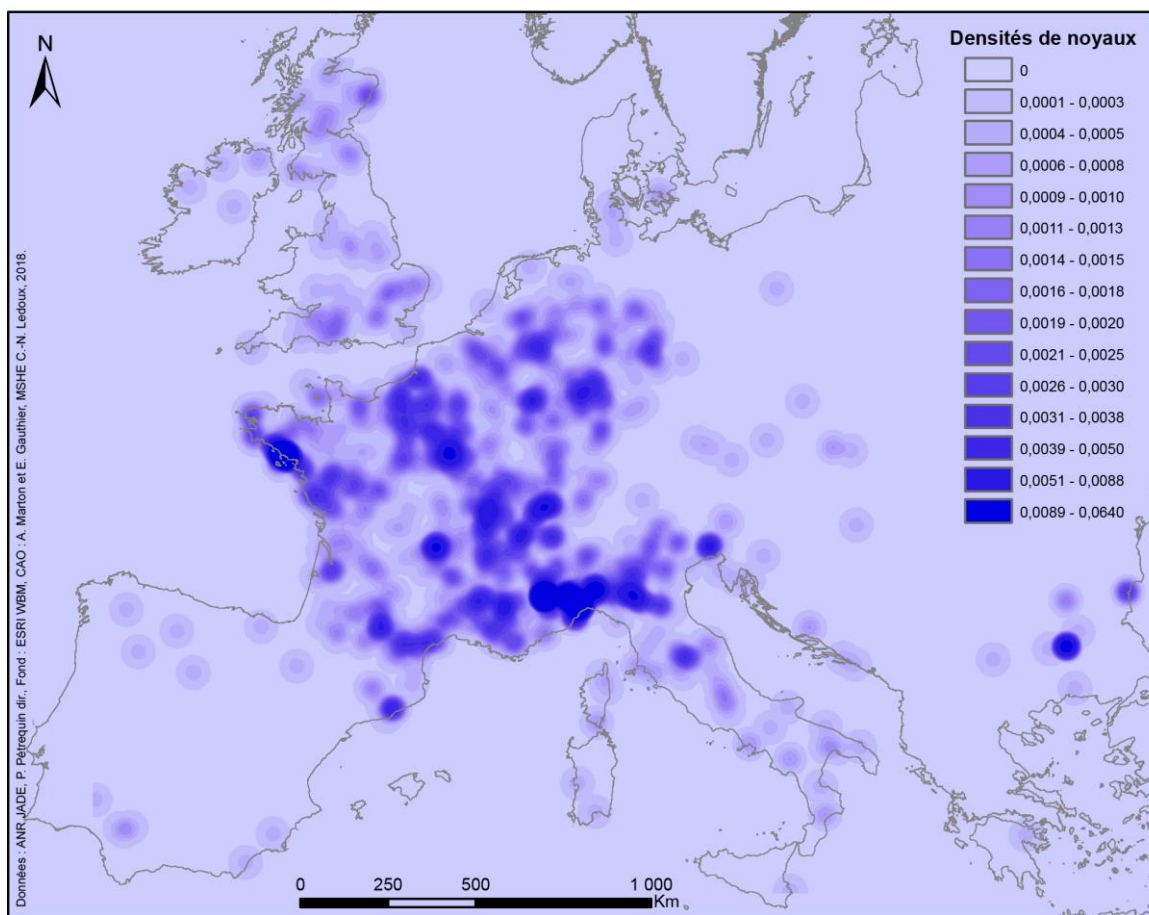 N
Densités de noyaux
0
0,0001 - 0,0003
0,0004 - 0,0005
0,0006 - 0,0008
0,0009 - 0,0010
0,0011 - 0,0013
0,0014 - 0,0015
0,0016 - 0,0018
0,0019 - 0,0020
0,0021 - 0,0025
0,0026 - 0,0030
0,0031 - 0,0038
0,0039 - 0,0050
0,0051 - 0,0088
0,0089 - 0,0640
Données : ANR JADE, P. Pétrequin dir., Fond : ESRI WBM, CAO : A. Marton et E. Gauthier, MSHE C.-N. Ledoux, 2018.
0 250 500 1 000
Km